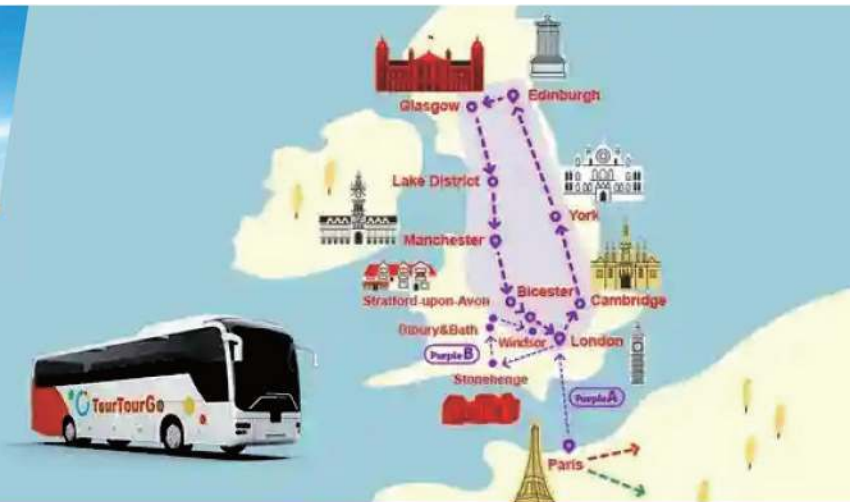 Edinburgh
Glasgow
Lake District
York
Manchester
Bicester
Stratford-upon-Avon
Cambridge
Bibury&Bath
Windsor
London
Purple B
Stonehenge
TourTourGo
Purple A
Paris